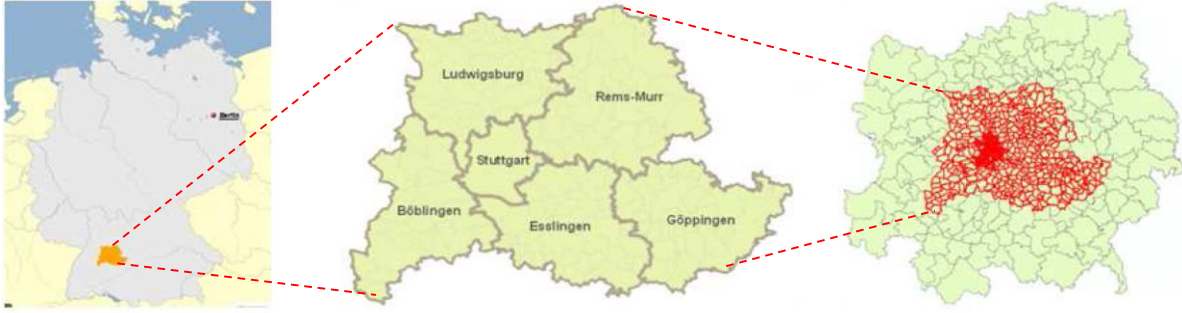 Berlin
Ludwigsburg
Rems-Murr
Stuttgart
Böblingen
Esslingen
Göppingen